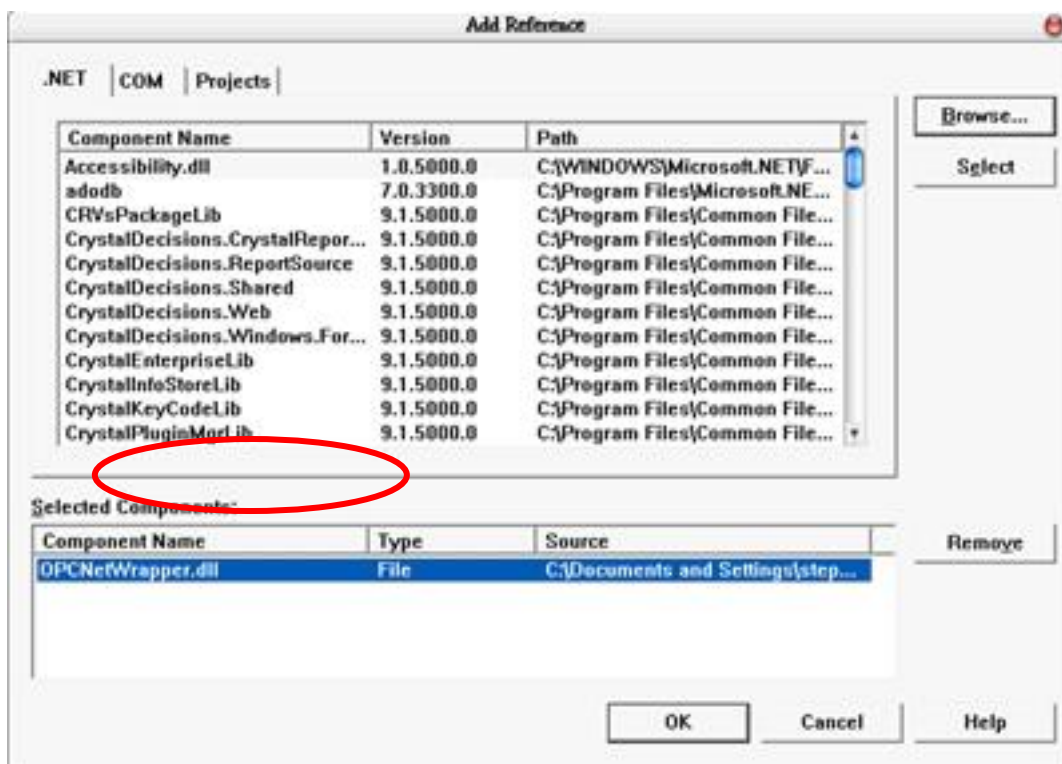 Add Reference
.NET COM Projects
Browse...
Component Name Version Path
Select
Accessibility.dll 1.0.5000.0 C:\WINDOWS\Microsoft.NET\F...
adodb 7.0.3300.0 C:\Program Files\Microsoft.NE...
CRVsPackageLib 9.1.5000.0 C:\Program Files\Common File...
CrystalDecisions.CrystalRepor... 9.1.5000.0 C:\Program Files\Common File...
CrystalDecisions.ReportSource 9.1.5000.0 C:\Program Files\Common File...
CrystalDecisions.Shared 9.1.5000.0 C:\Program Files\Common File...
CrystalDecisions.Web 9.1.5000.0 C:\Program Files\Common File...
CrystalDecisions.Windows.For... 9.1.5000.0 C:\Program Files\Common File...
CrystalEnterpriseLib 9.1.5000.0 C:\Program Files\Common File...
CrystalInfoStoreLib 9.1.5000.0 C:\Program Files\Common File...
CrystalKeyCodeLib 9.1.5000.0 C:\Program Files\Common File...
CrystalPluginMgrLib 9.1.5000.0 C:\Program Files\Common File...
Selected Components:
Component Name Type Source
Remove
OPCNetWrapper.dll File C:\Documents and Settings\step...
OK Cancel Help